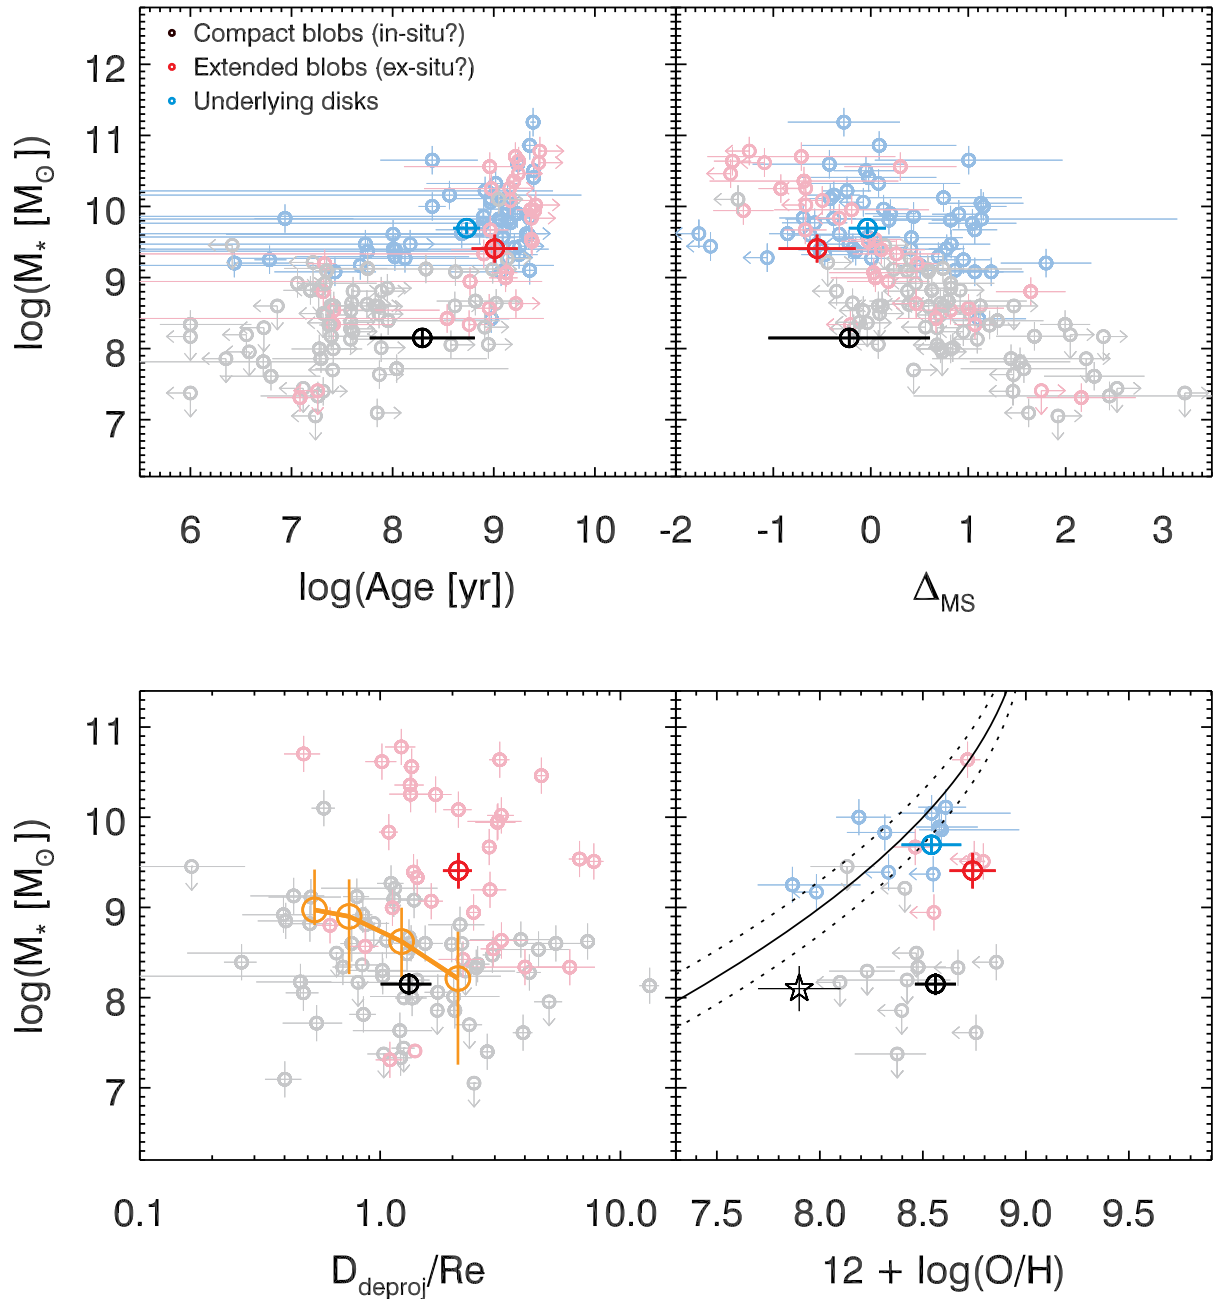 Compact blobs (in-situ?)
Extended blobs (ex-situ?)
Underlying disks
log(M* [M⊙])
12
11
10
9
8
7
6 7 8 9 10
log(Age [yr])
-2 -1 0 1 2 3
ΔMS
log(M* [M⊙])
11
10
9
8
7
0.1 1.0 10.0
Ddeproj/Re
7.5 8.0 8.5 9.0 9.5
12 + log(O/H)